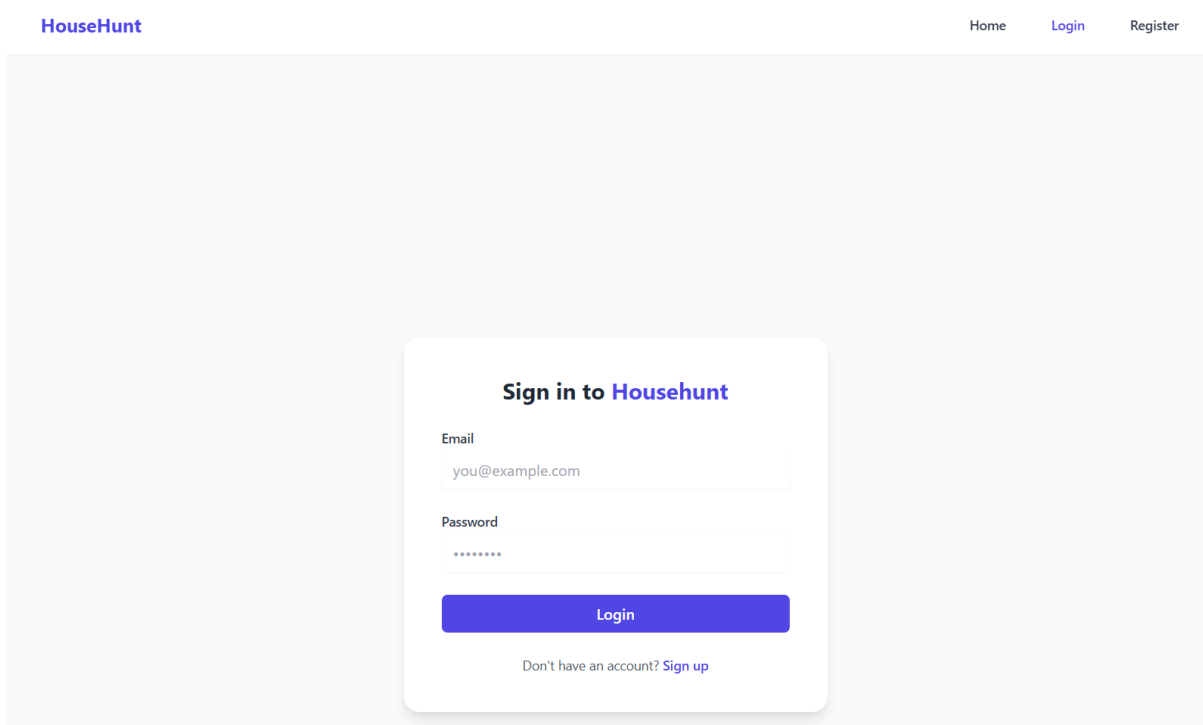 HouseHunt
Home Login Register
Sign in to Househunt
Email
you@example.com
Password
••••••••
Login
Don't have an account? Sign up